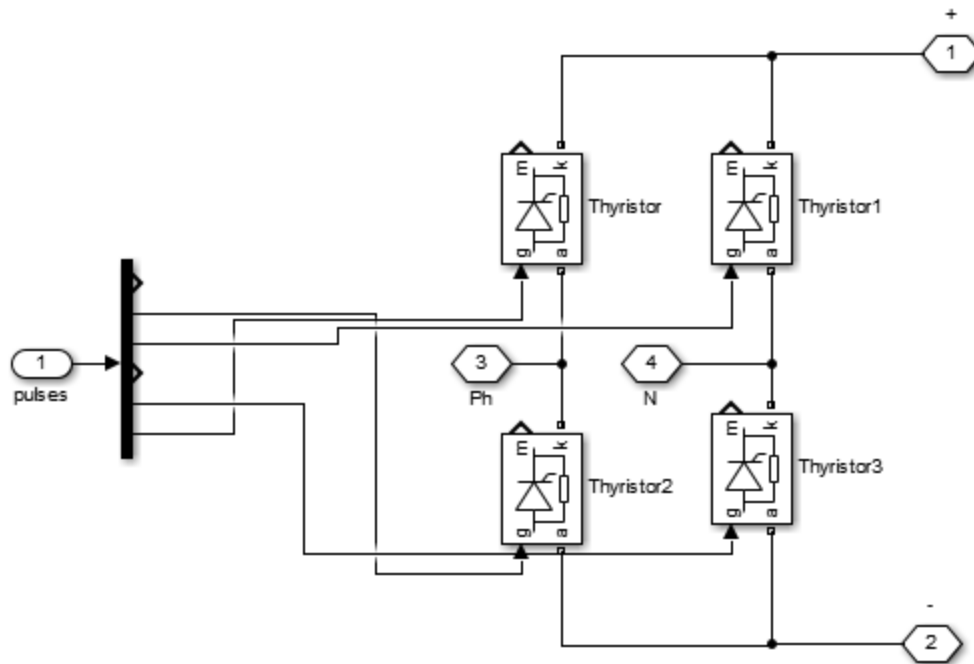 +
1
m k
g a
Thyristor
m k
g a
Thyristor1
1
pulses
3
Ph
4
N
m k
g a
Thyristor2
m k
g a
Thyristor3
-
2